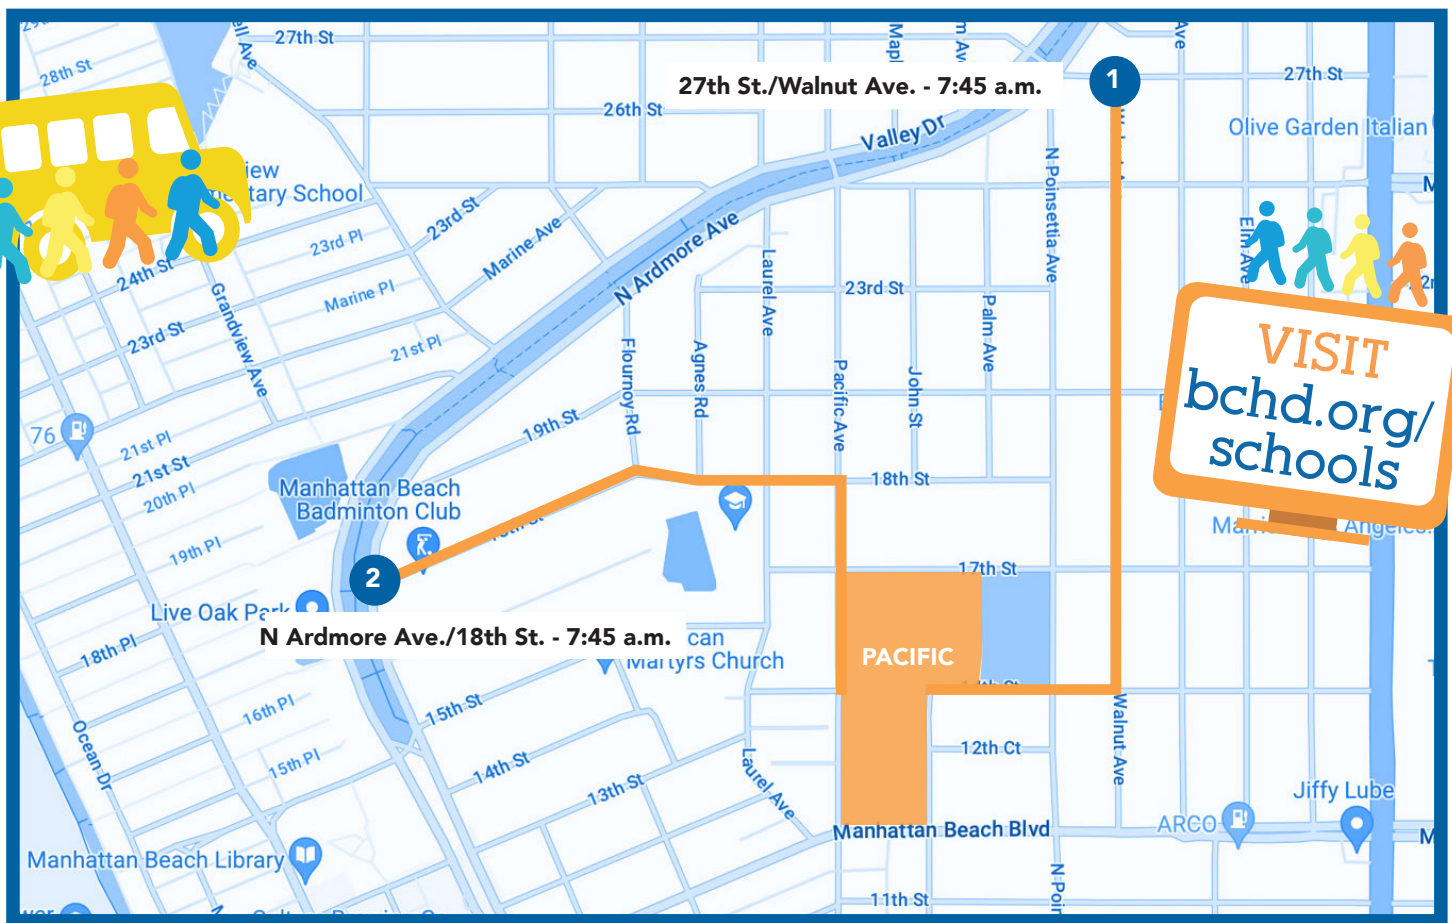 27th St
28th St
27th St./Walnut Ave. - 7:45 a.m.
1
27th St
26th St
Valley Dr
Olive Garden Italian
23rd St
23rd Pl
Marine Ave
N Ardmore Ave
Laurel Ave
N Poinsettia Ave
24th St
Grandview Ave
Marine Pl
23rd St
23rd St
21st Pl
Palm Ave
VISIT
bchd.org/
schools
Flournoy Rd
Agnes Rd
Pacific Ave
John St
76
21st Pl
21st St
20th Pl
19th St
18th St
Manhattan Beach
Badminton Club
19th Pl
17th St
2
Live Oak Park
N Ardmore Ave./18th St. - 7:45 a.m.
18th Pl
Martyrs Church
PACIFIC
16th Pl
15th St
Ocean Dr
15th Pl
14th St
13th St
Laurel Ave
12th Ct
Walnut Ave
Jiffy Lube
Manhattan Beach Blvd
ARCO
Manhattan Beach Library
11th St